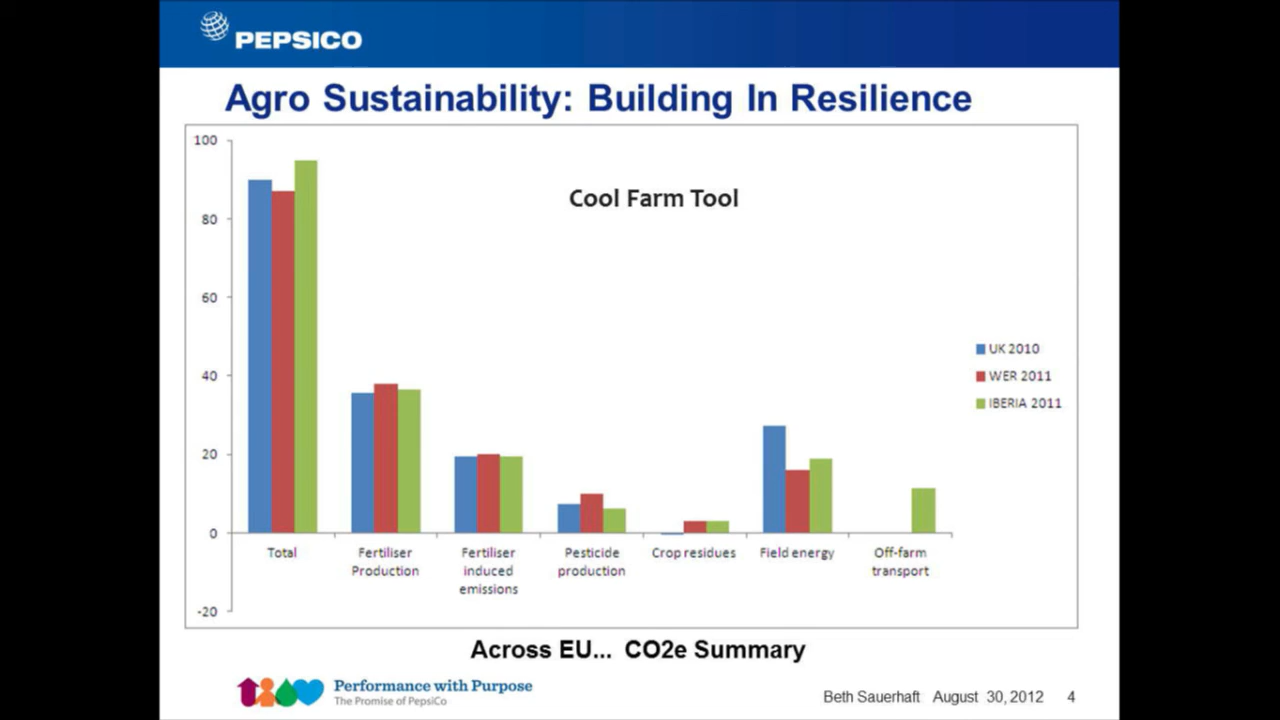 PEPSICO
Agro Sustainability: Building In Resilience
Cool Farm Tool
100
80
60
40
20
0
-20
UK 2010
WER 2011
IBERIA 2011
Total
Fertiliser
Production
Fertiliser
induced
emissions
Pesticide
production
Crop residues
Field energy
Off-farm
transport
Across EU... CO2e Summary
Performance with Purpose
The Promise of PepsiCo
Beth Sauerhaft August 30, 2012 4